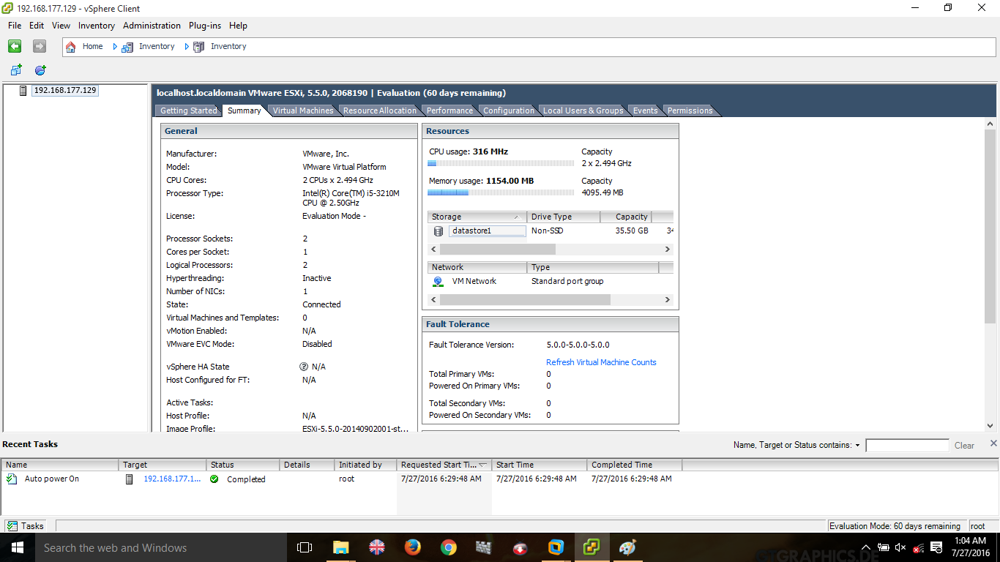 192.168.177.129 - vSphere Client
File Edit View Inventory Administration Plug-ins Help
Home Inventory Inventory
192.168.177.129
localhost.localdomain VMware ESXi, 5.5.0, 2068190 | Evaluation (60 days remaining)
Getting Started Summary Virtual Machines Resource Allocation Performance Configuration Local Users & Groups Events Permissions
General
Manufacturer: VMware, Inc.
Model: VMware Virtual Platform
CPU Cores: 2 CPUs x 2.494 GHz
Processor Type: Intel(R) Core(TM) i5-3210M
CPU @ 2.50GHz
License: Evaluation Mode -
Processor Sockets: 2
Cores per Socket: 1
Logical Processors: 2
Hyperthreading: Inactive
Number of NICs: 1
State: Connected
Virtual Machines and Templates: 0
vMotion Enabled: N/A
VMware EVC Mode: Disabled
vSphere HA State ? N/A
Host Configured for FT: N/A
Active Tasks:
Host Profile: N/A
Image Profile: ESXi-5.5.0-20140902001-st...
Resources
CPU usage: 316 MHz Capacity
2 x 2.494 GHz
Memory usage: 1154.00 MB Capacity
4095.49 MB
Storage Drive Type Capacity
datastore1 Non-SSD 35.50 GB 34
Network Type
VM Network Standard port group
Fault Tolerance
Fault Tolerance Version: 5.0.0-5.0.0-5.0.0
Refresh Virtual Machine Counts
Total Primary VMs: 0
Powered On Primary VMs: 0
Total Secondary VMs: 0
Powered On Secondary VMs: 0
Recent Tasks Name, Target or Status contains: Clear
Name Target Status Details Initiated by Requested Start Ti... Start Time Completed Time
Auto power On 192.168.177.1... Completed root 7/27/2016 6:29:48 AM 7/27/2016 6:29:48 AM 7/27/2016 6:29:48 AM
Tasks Evaluation Mode: 60 days remaining root
Search the web and Windows
1:04 AM
7/27/2016